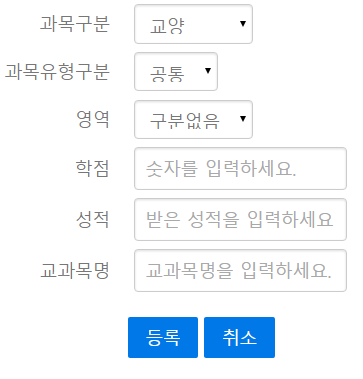 과목구분 교양
과목유형구분 공통
영역 구분없음
학점 숫자를 입력하세요.
성적 받은 성적을 입력하세요
교과목명 교과목명을 입력하세요.
등록 취소